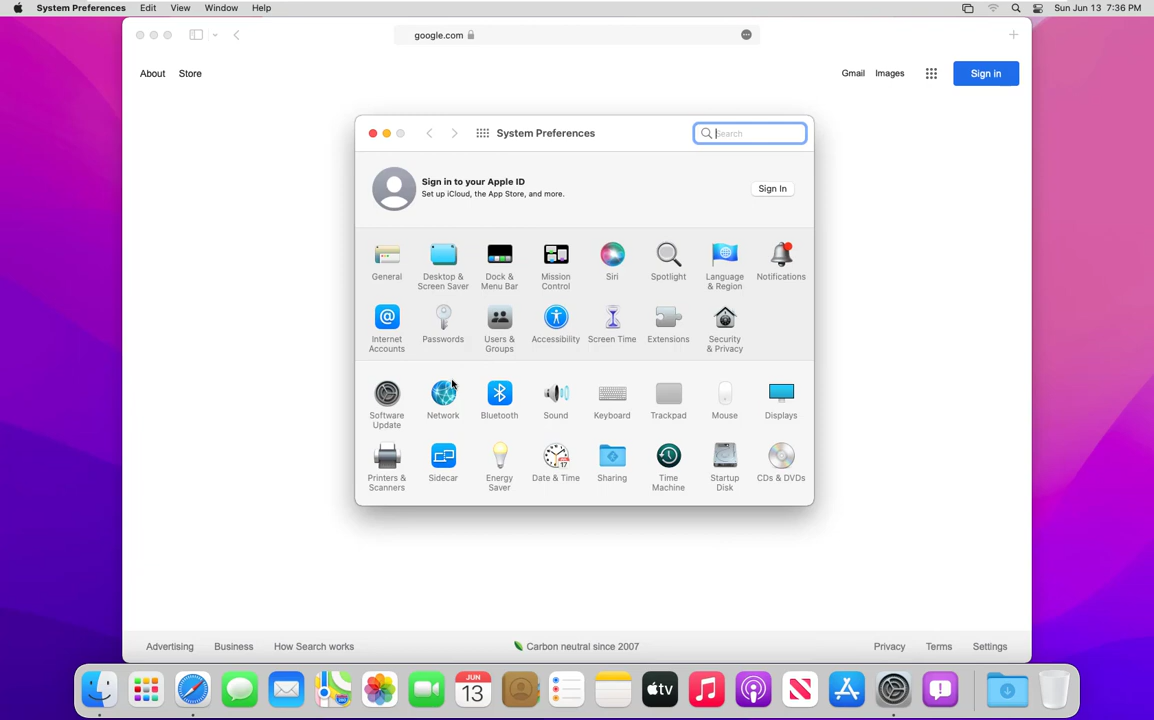 System Preferences Edit View Window Help Sun Jun 13 7:36 PM
google.com
About Store Gmail Images Sign in
System Preferences Search
Sign in to your Apple ID
Set up iCloud, the App Store, and more.
Sign In
General Desktop & Screen Saver Dock & Menu Bar Mission Control Siri Spotlight Language & Region Notifications
Internet Accounts Passwords Users & Groups Accessibility Screen Time Extensions Security & Privacy
Software Update Network Bluetooth Sound Keyboard Trackpad Mouse Displays
Printers & Scanners Sidecar Energy Saver Date & Time Sharing Time Machine Startup Disk CDs & DVDs
Advertising Business How Search works Carbon neutral since 2007 Privacy Terms Settings
JUN
13
tv